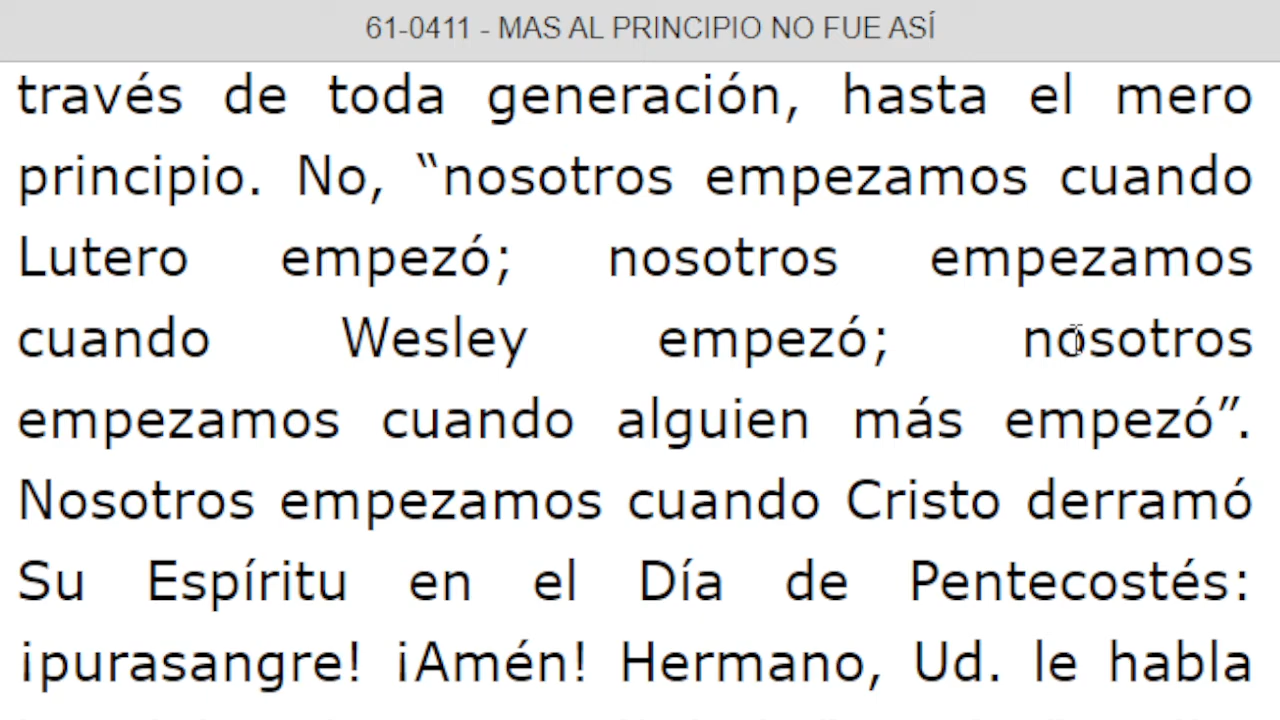 61-0411 - MAS AL PRINCIPIO NO FUE ASÍ
través de toda generación, hasta el mero
principio. No, “nosotros empezamos cuando
Lutero empezó; nosotros empezamos
cuando Wesley empezó; nosotros
empezamos cuando alguien más empezó”.
Nosotros empezamos cuando Cristo derramó
Su Espíritu en el Día de Pentecostés:
¡purasangre! ¡Amén! Hermano, Ud. le habla